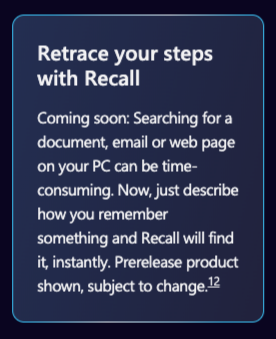 Retrace your steps
with Recall
Coming soon: Searching for a
document, email or web page
on your PC can be time-
consuming. Now, just describe
how you remember
something and Recall will find
it, instantly. Prerelease product
shown, subject to change.12